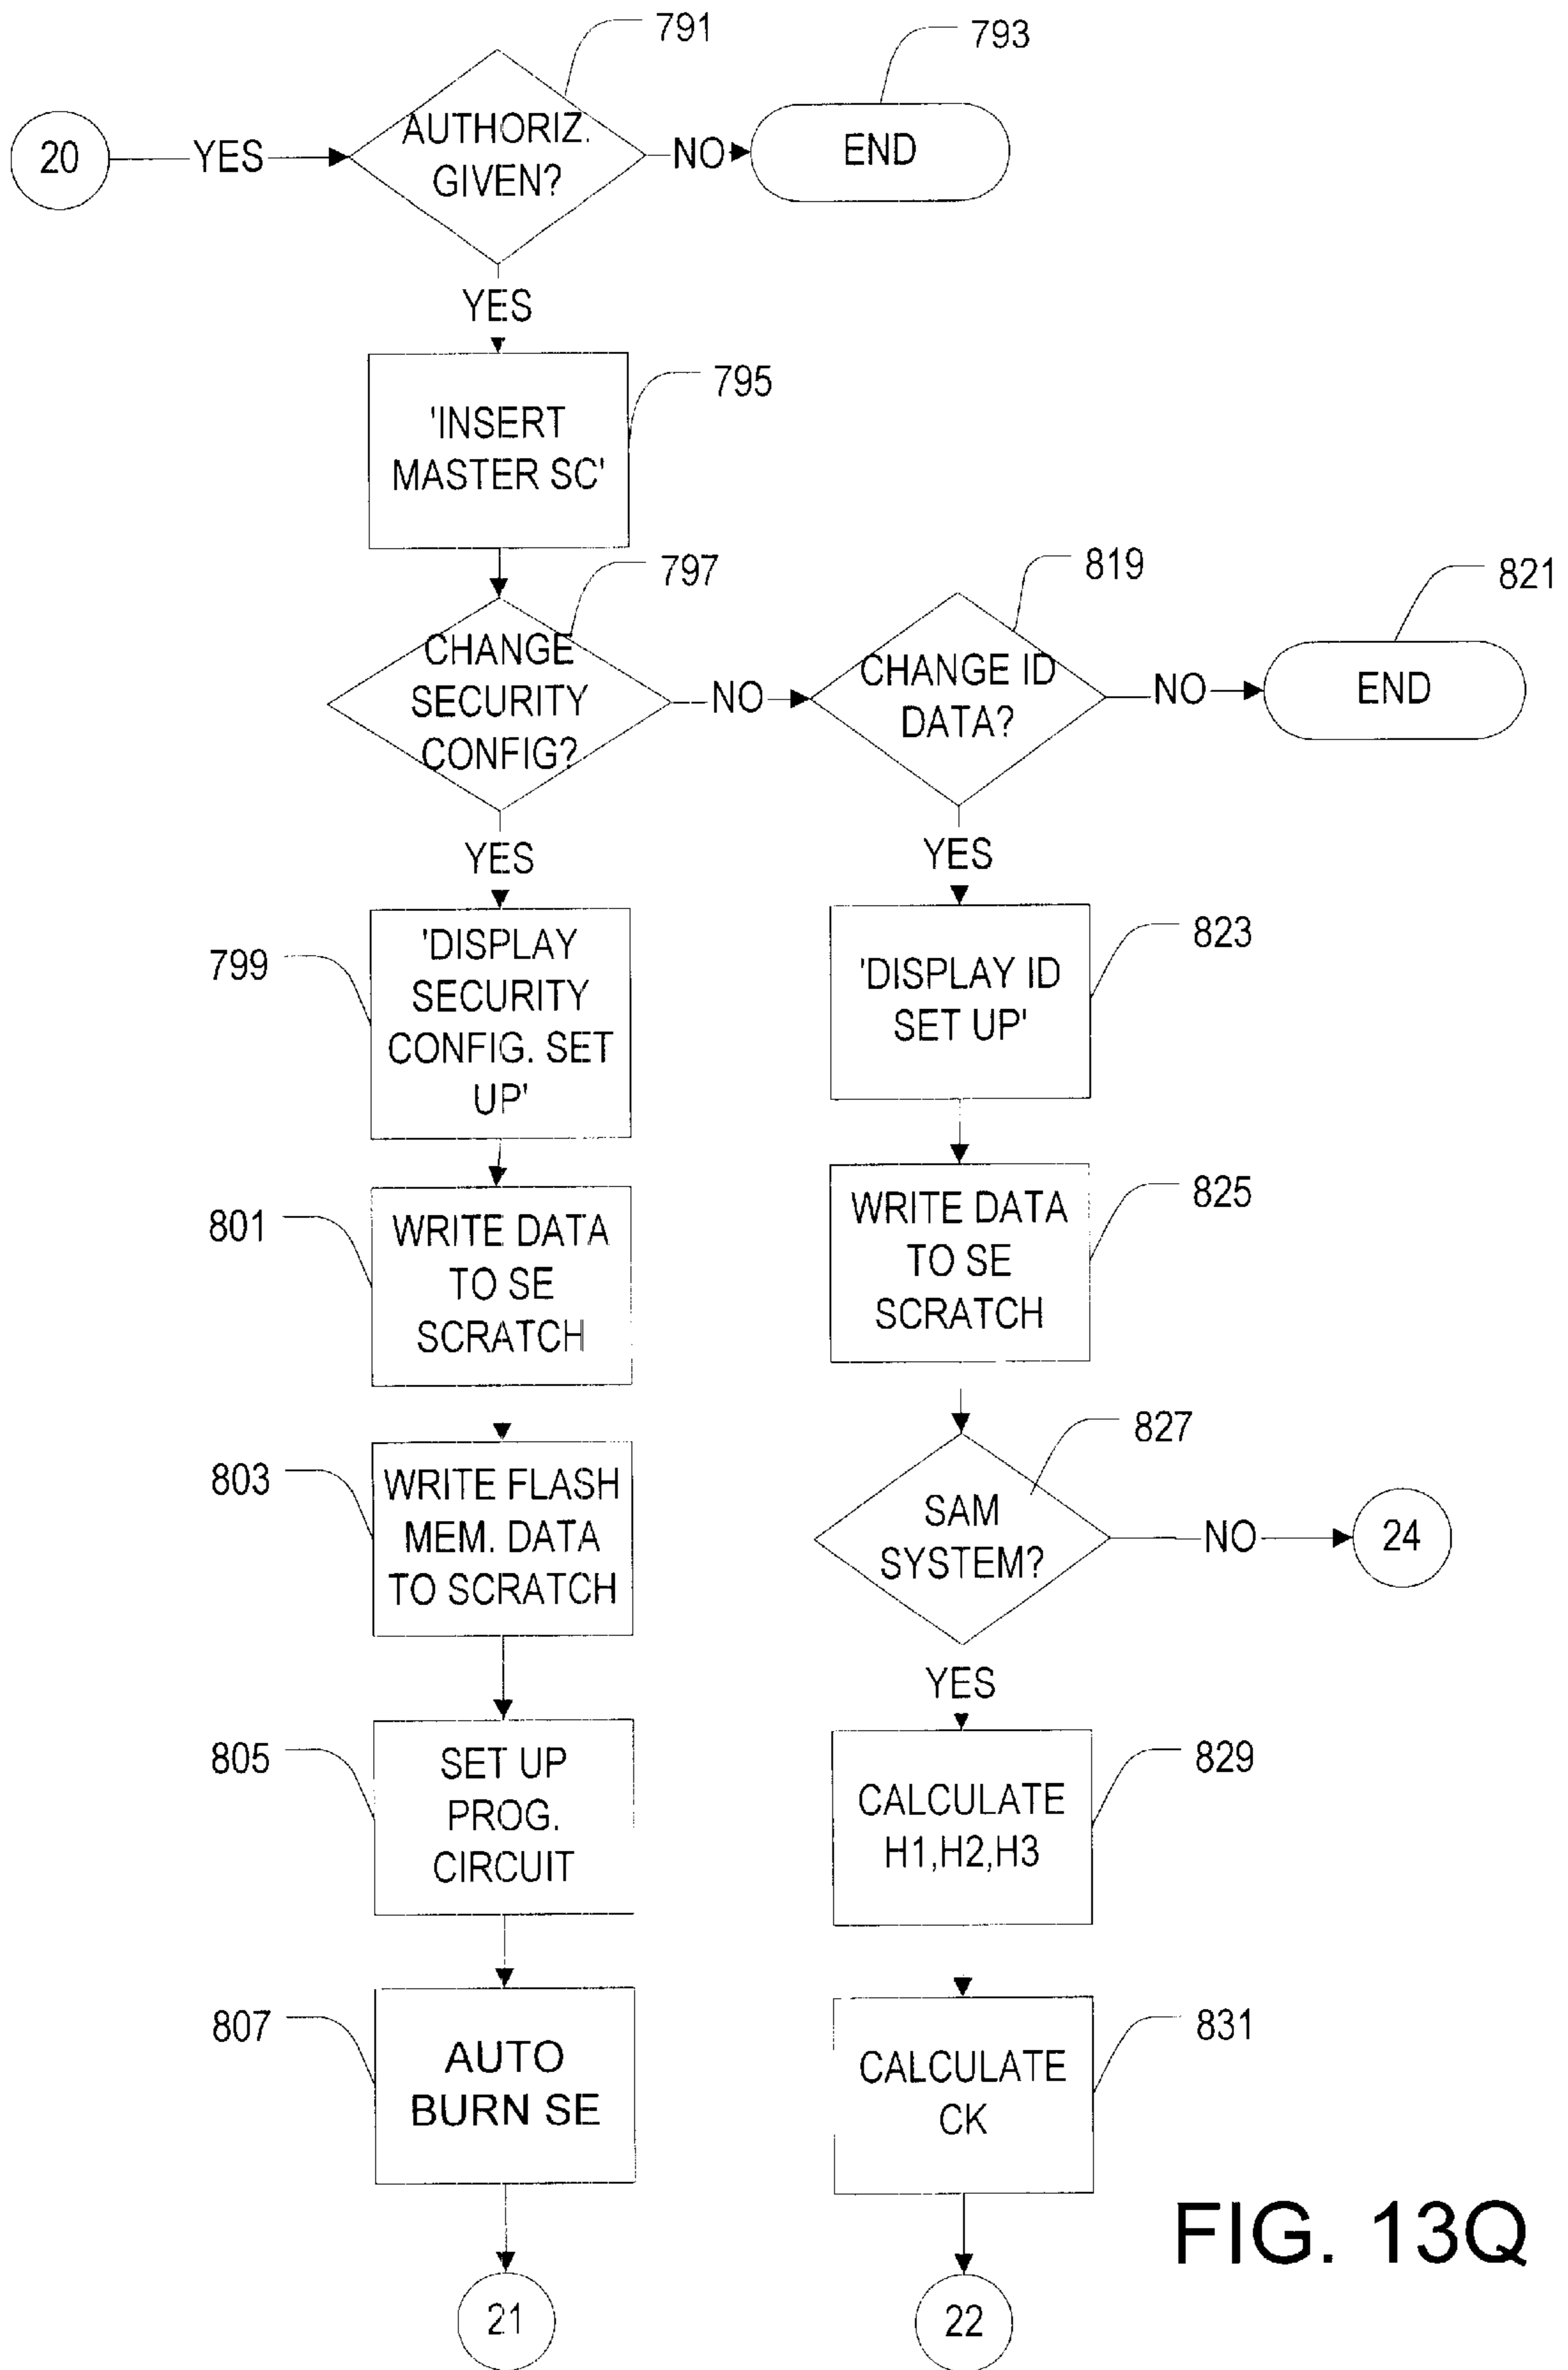 791
793
20
YES
AUTHORIZ.
GIVEN?
NO
END
YES
795
'INSERT
MASTER SC'
797
CHANGE
SECURITY
CONFIG?
NO
819
CHANGE ID
DATA?
NO
821
END
YES
799
'DISPLAY
SECURITY
CONFIG. SET
UP'
YES
823
'DISPLAY ID
SET UP'
801
WRITE DATA
TO SE
SCRATCH
825
WRITE DATA
TO SE
SCRATCH
803
WRITE FLASH
MEM. DATA
TO SCRATCH
827
SAM
SYSTEM?
NO
24
YES
805
SET UP
PROG.
CIRCUIT
829
CALCULATE
H1,H2,H3
807
AUTO
BURN SE
831
CALCULATE
CK
21
22
FIG. 13Q